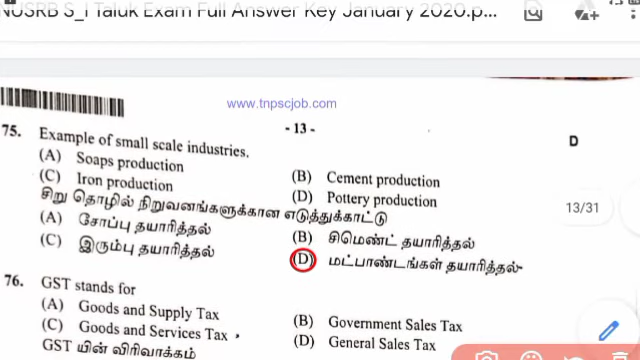 NUSRB S_I Taluk Exam Full Answer Key January 2020.p...
www.tnpscjob.com
- 13 -
D
75. Example of small scale industries.
(A) Soaps production
(B) Cement production
(C) Iron production
(D) Pottery production
சிறு தொழில் நிறுவனங்களுக்கான எடுத்துக்காட்டு
(A) சோப்பு தயாரித்தல்
(B) சிமெண்ட் தயாரித்தல்
(C) இரும்பு தயாரித்தல்
(D) மட்பாண்டங்கள் தயாரித்தல்
13/31
76. GST stands for
(A) Goods and Supply Tax
(B) Government Sales Tax
(C) Goods and Services Tax
(D) General Sales Tax
GST யின் விரிவாக்கம்